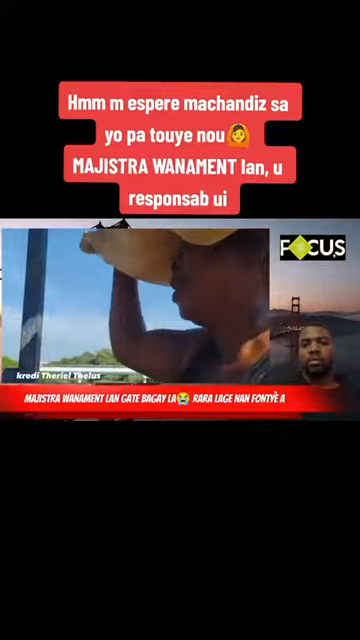 Hmm m espere machandiz sa
yo pa touye nou🙆
MAJISTRA WANAMENT lan, u
responsab ui
FOCUS
kredi Theriel Thelus
MAJISTRA WANAMENT LAN GATE BAGAY LA😭 RARA LAGE NAN FONTYÈ A